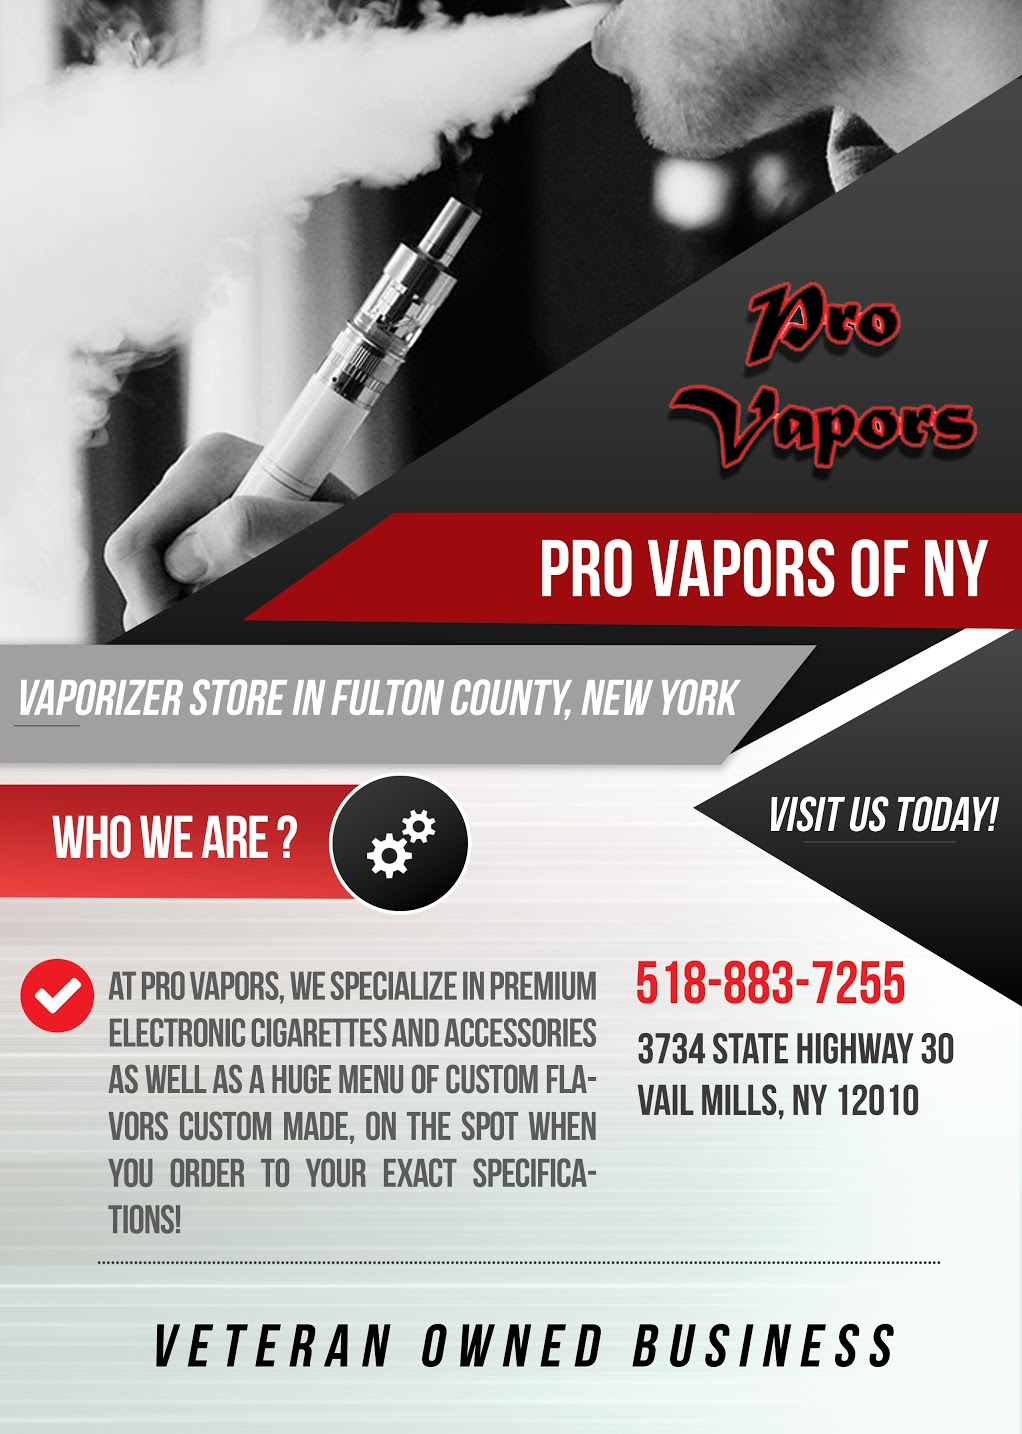 Pro
Vapors
PRO VAPORS OF NY
VAPORIZER STORE IN FULTON COUNTY, NEW YORK
WHO WE ARE ?
VISIT US TODAY!
AT PRO VAPORS, WE SPECIALIZE IN PREMIUM
ELECTRONIC CIGARETTES AND ACCESSORIES
AS WELL AS A HUGE MENU OF CUSTOM FLA-
VORS CUSTOM MADE, ON THE SPOT WHEN
YOU ORDER TO YOUR EXACT SPECIFICA-
TIONS!
518-883-7255
3734 STATE HIGHWAY 30
VAIL MILLS, NY 12010
VETERAN OWNED BUSINESS